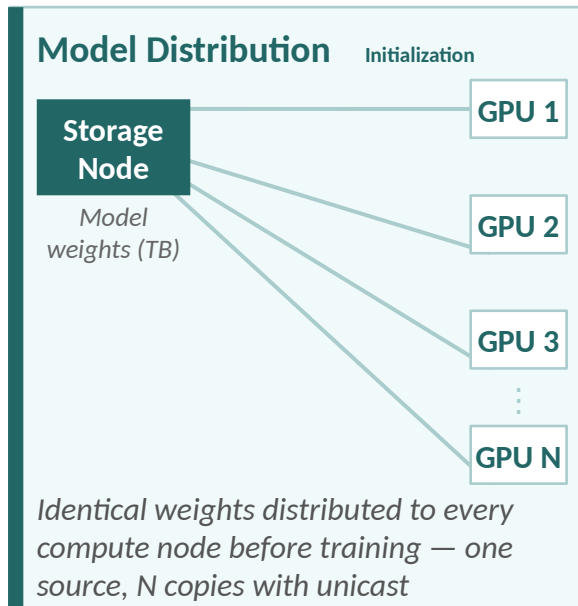 Model Distribution Initialization
Storage
Node
Model
weights (TB)
GPU 1
GPU 2
GPU 3
⋮
GPU N
Identical weights distributed to every
compute node before training — one
source, N copies with unicast